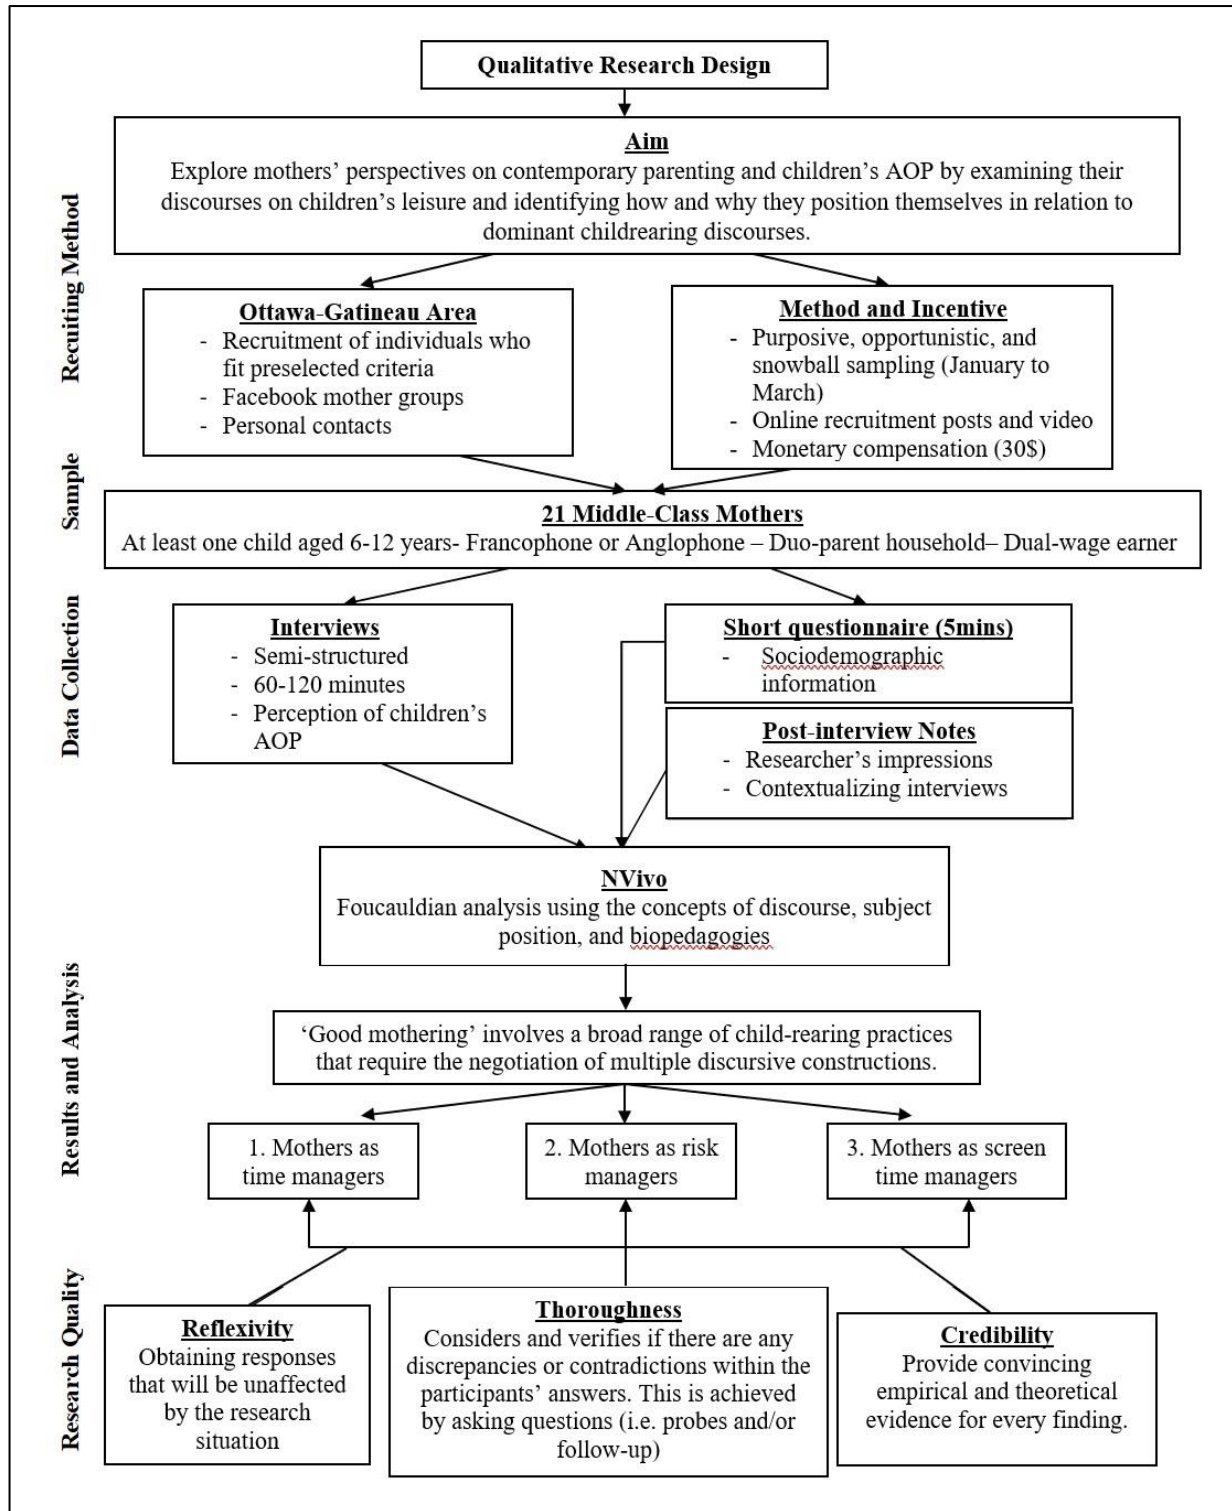 Qualitative Research Design
Aim
Explore mothers’ perspectives on contemporary parenting and children’s AOP by examining their
discourses on children’s leisure and identifying how and why they position themselves in relation to
dominant childrearing discourses.
Recruiting Method
Ottawa-Gatineau Area
- Recruitment of individuals who
fit preselected criteria
- Facebook mother groups
- Personal contacts
Method and Incentive
- Purposive, opportunistic, and
snowball sampling (January to
March)
- Online recruitment posts and video
- Monetary compensation (30$)
Sample
21 Middle-Class Mothers
At least one child aged 6-12 years- Francophone or Anglophone – Duo-parent household– Dual-wage earner
Data Collection
Interviews
- Semi-structured
- 60-120 minutes
- Perception of children’s
AOP
Short questionnaire (5mins)
- Sociodemographic
information
Post-interview Notes
- Researcher’s impressions
- Contextualizing interviews
NVivo
Foucauldian analysis using the concepts of discourse, subject
position, and biopedagogies
Results and Analysis
‘Good mothering’ involves a broad range of child-rearing practices
that require the negotiation of multiple discursive constructions.
1. Mothers as
time managers
2. Mothers as risk
managers
3. Mothers as screen
time managers
Research Quality
Reflexivity
Obtaining responses
that will be unaffected
by the research
situation
Thoroughness
Considers and verifies if there are any
discrepancies or contradictions within the
participants’ answers. This is achieved
by asking questions (i.e. probes and/or
follow-up)
Credibility
Provide convincing
empirical and theoretical
evidence for every finding.